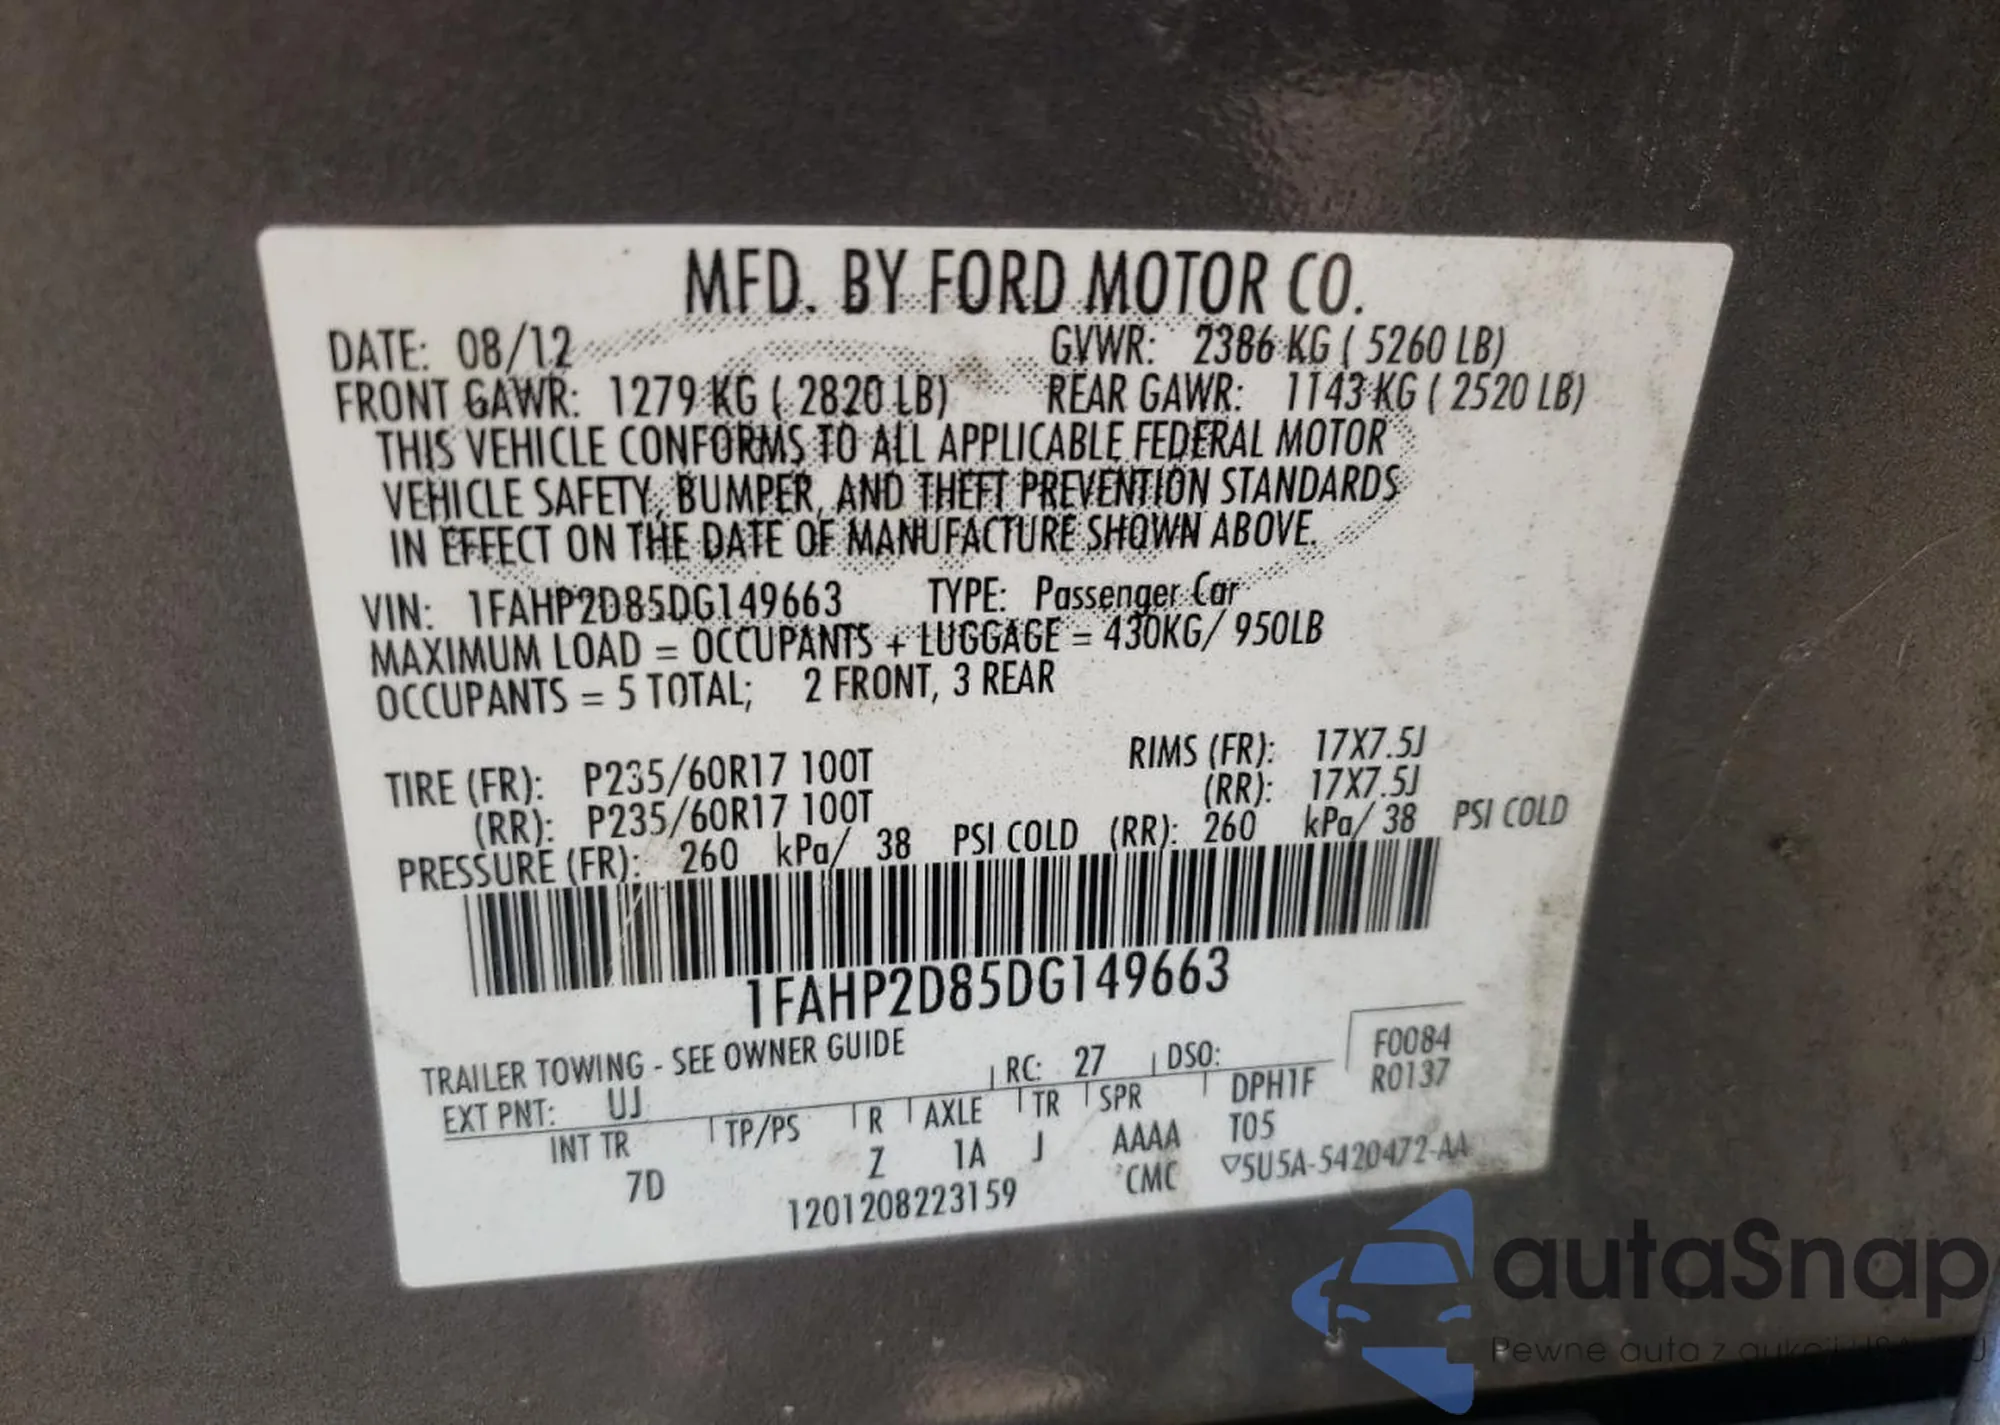 MFD. BY FORD MOTOR CO.
DATE: 08/12 GVWR: 2386 KG ( 5260 LB)
FRONT GAWR: 1279 KG ( 2820 LB) REAR GAWR: 1143 KG ( 2520 LB)
THIS VEHICLE CONFORMS TO ALL APPLICABLE FEDERAL MOTOR
VEHICLE SAFETY, BUMPER, AND THEFT PREVENTION STANDARDS
IN EFFECT ON THE DATE OF MANUFACTURE SHOWN ABOVE.
VIN: 1FAHP2D85DG149663 TYPE: Passenger Car
MAXIMUM LOAD = OCCUPANTS + LUGGAGE = 430KG/ 950LB
OCCUPANTS = 5 TOTAL; 2 FRONT, 3 REAR
TIRE (FR): P235/60R17 100T RIMS (FR): 17X7.5J
(RR): P235/60R17 100T (RR): 17X7.5J
PRESSURE (FR): 260 kPa/ 38 PSI COLD (RR): 260 kPa/ 38 PSI COLD
1FAHP2D85DG149663
TRAILER TOWING - SEE OWNER GUIDE
EXT PNT: UJ RC: 27 DSO: F0084
R0137
INT TR TP/PS R AXLE TR SPR DPH1F
7D Z 1A J AAAA T05
1201208223159 CMC ▽5U5A-5420472-AA
autaSnap
Pewne auta z aukcji